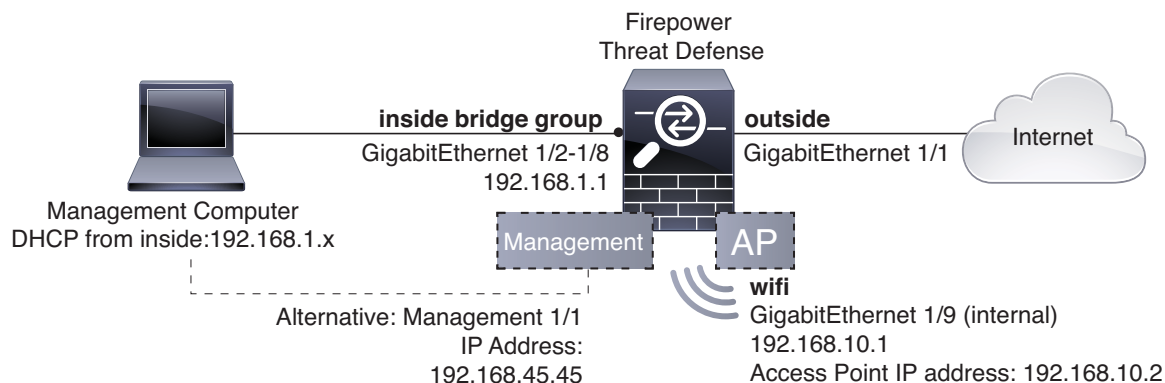 Firepower
Threat Defense
inside bridge group
GigabitEthernet 1/2-1/8
192.168.1.1
outside
GigabitEthernet 1/1
Internet
Management Computer
DHCP from inside:192.168.1.x
Management
AP
Alternative: Management 1/1
IP Address:
192.168.45.45
wifi
GigabitEthernet 1/9 (internal)
192.168.10.1
Access Point IP address: 192.168.10.2